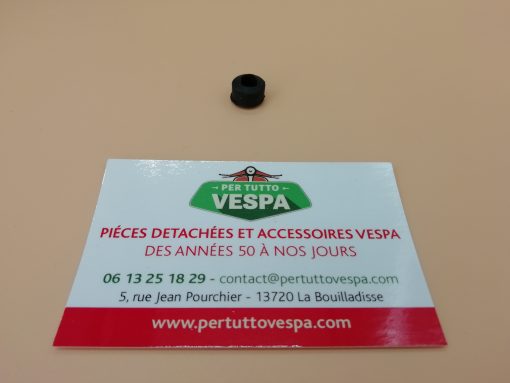 PER TUTTO
VESPA
PIÉCES DETACHÉES ET ACCESSOIRES VESPA
DES ANNÉES 50 À NOS JOURS
06 13 25 18 29 - contact@pertuttovespa.com
5, rue Jean Pourchier - 13720 La Bouilladisse
www.pertuttovespa.com